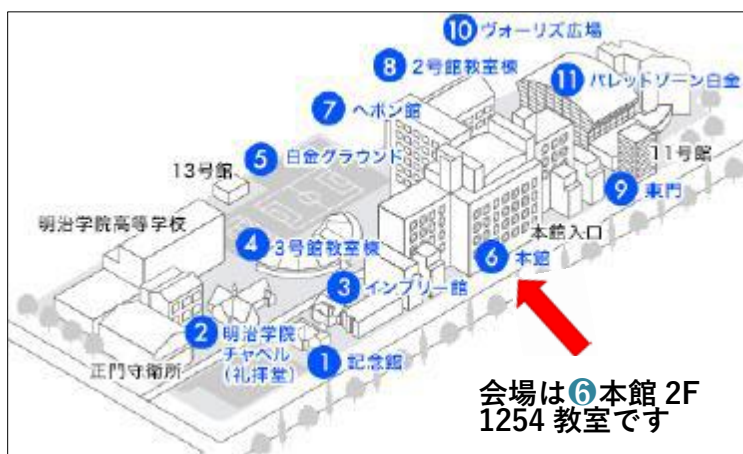 ⑩ ヴォーリズ広場
⑧ 2号館教室棟
⑪ パレットゾーン白金
⑦ ヘボン館
⑤ 白金グラウンド
13号館
11号館
⑨ 東門
明治学院高等学校
④ 3号館教室棟
本館入口
⑥ 本館
③ インブリー館
② 明治学院
チャペル
(礼拝堂)
① 記念館
正門守衛所
会場は❻本館 2F
1254 教室です